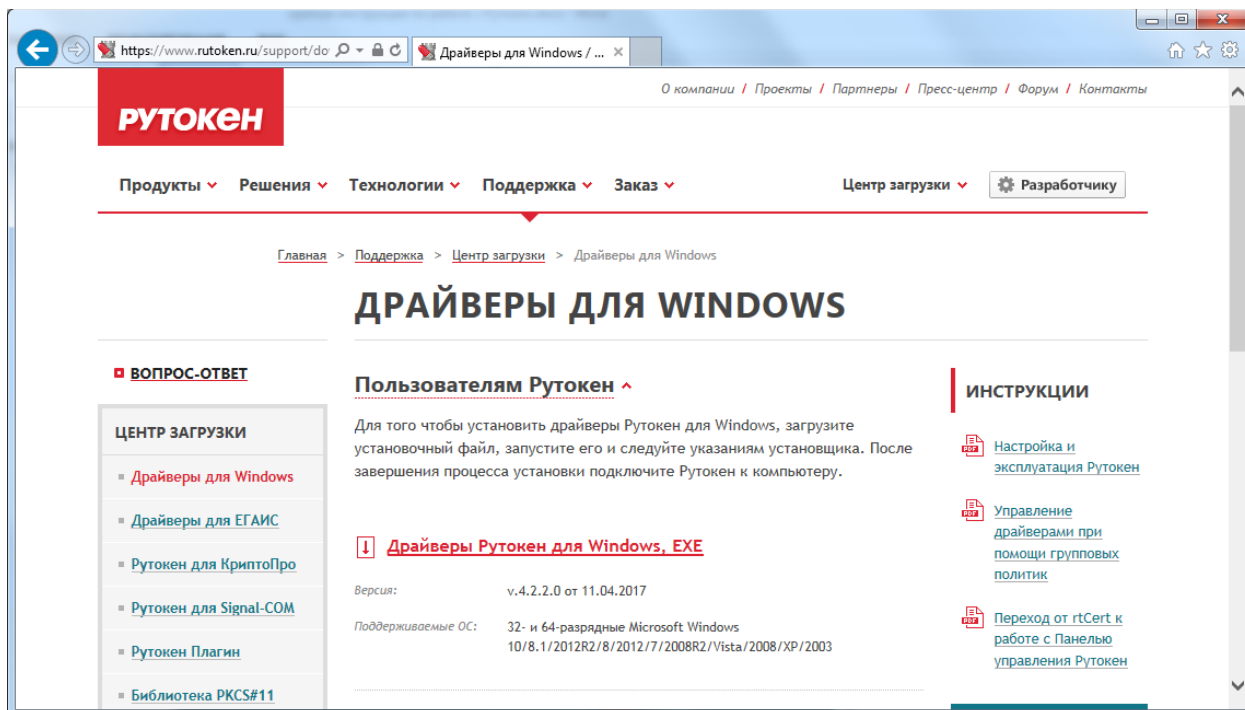 https://www.rutoken.ru/support/do
Драйверы для Windows / ...
О компании / Проекты / Партнеры / Пресс-центр / Форум / Контакты
РУТОКЕН
Продукты Решения Технологии Поддержка Заказ Центр загрузки Разработчику
Главная > Поддержка > Центр загрузки > Драйверы для Windows
ДРАЙВЕРЫ ДЛЯ WINDOWS
ВОПРОС-ОТВЕТ
ЦЕНТР ЗАГРУЗКИ
Драйверы для Windows
Драйверы для ЕГАИС
Рутокен для КриптоПро
Рутокен для Signal-COM
Рутокен Плагин
Библиотека PKCS#11
Пользователям Рутокен
Для того чтобы установить драйверы Рутокен для Windows, загрузите
установочный файл, запустите его и следуйте указаниям установщика. После
завершения процесса установки подключите Рутокен к компьютеру.
Драйверы Рутокен для Windows, EXE
Версия: v.4.2.2.0 от 11.04.2017
Поддерживаемые ОС: 32- и 64-разрядные Microsoft Windows
10/8.1/2012R2/8/2012/7/2008R2/Vista/2008/XP/2003
ИНСТРУКЦИИ
PDF Настройка и
эксплуатация Рутокен
PDF Управление
драйверами при
помощи групповых
политик
PDF Переход от rtCert к
работе с Панелью
управления Рутокен